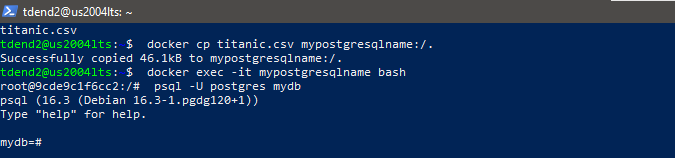 tdend2@us2004lts: ~
titanic.csv
tdend2@us2004lts:~$ docker cp titanic.csv mypostgresqlname:/.
Successfully copied 46.1kB to mypostgresqlname:/.
tdend2@us2004lts:~$ docker exec -it mypostgresqlname bash
root@9cde9c1f6cc2:/# psql -U postgres mydb
psql (16.3 (Debian 16.3-1.pgdg120+1))
Type "help" for help.
mydb=#